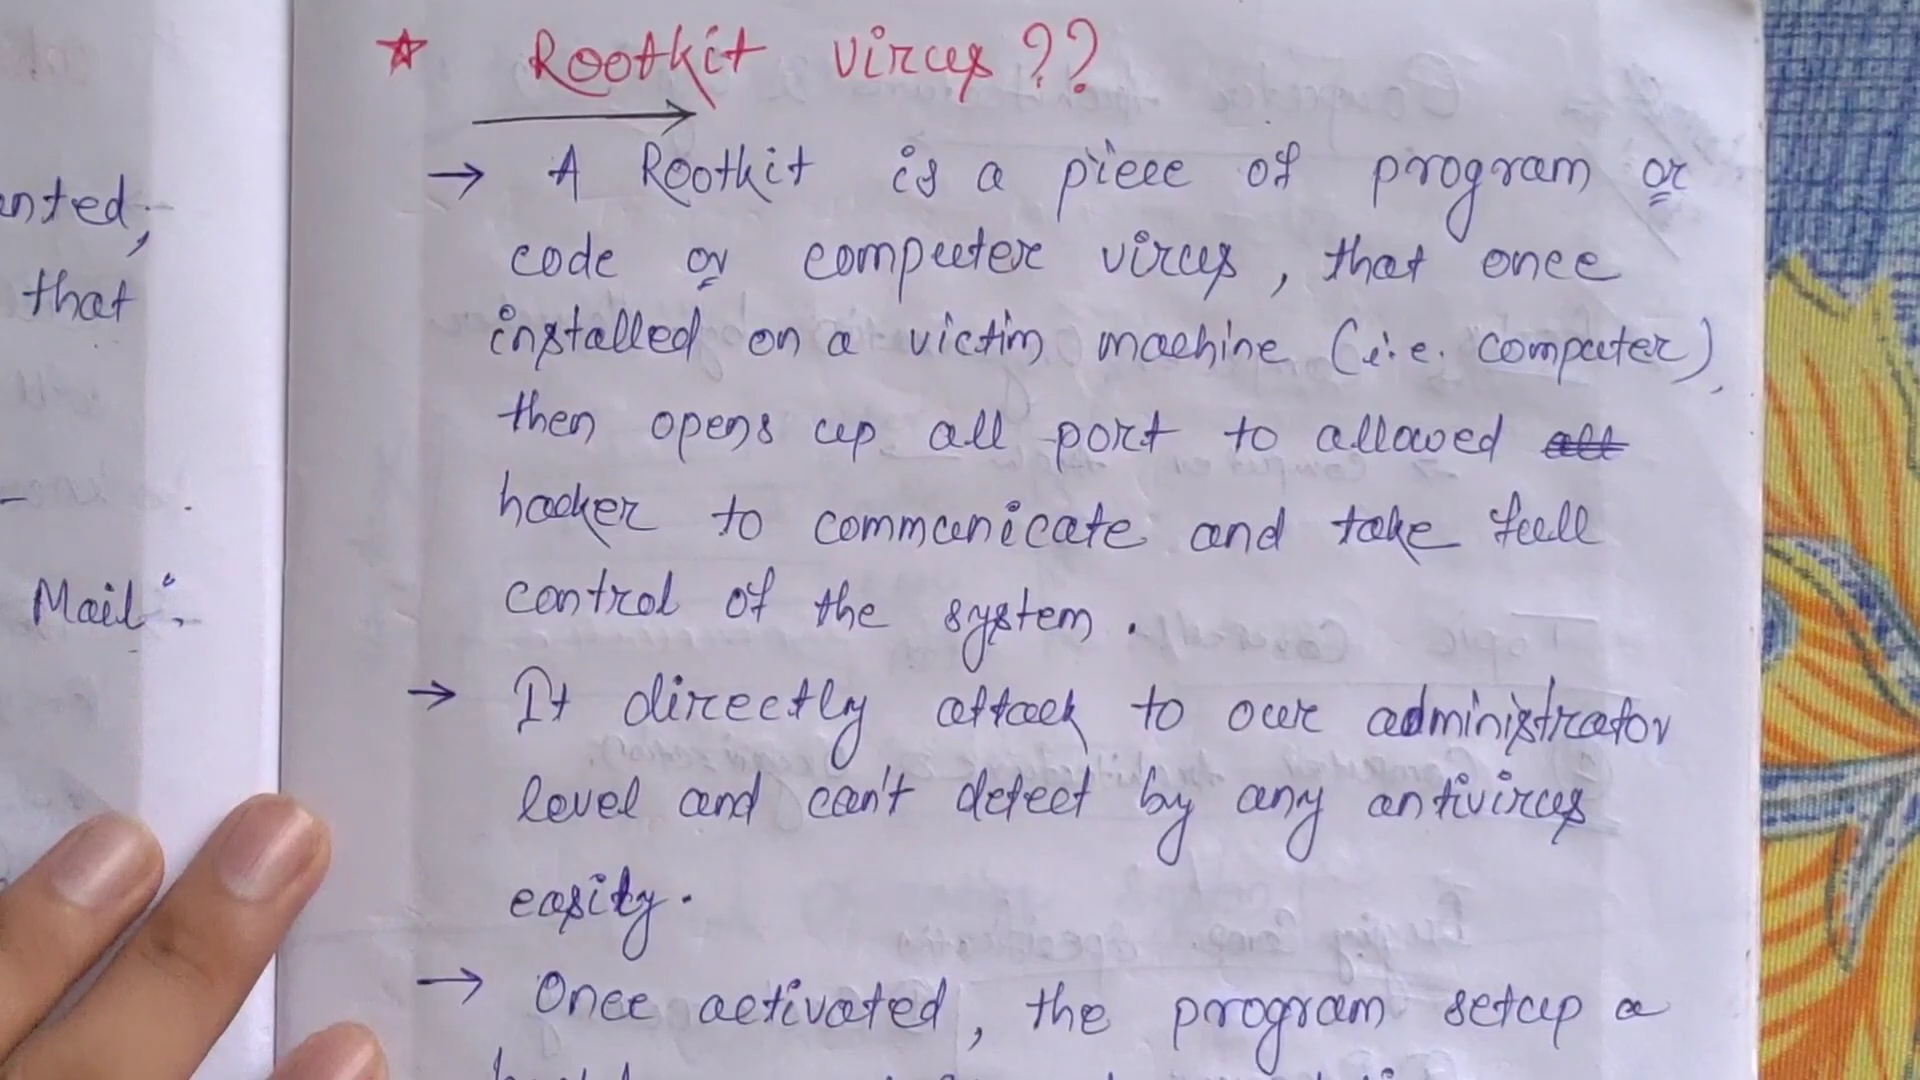 ented,
that
Mail:
☆ Rootkit virus??
→ A Rootkit is a piece of program or
code or computer virus, that once
installed on a victim machine (i.e. computer),
then opens up all port to allowed all
hacker to communicate and take full
control of the system.
→ It directly attack to our administrator
level and can't detect by any antivirus
easily.
→ Once activated, the program setup a